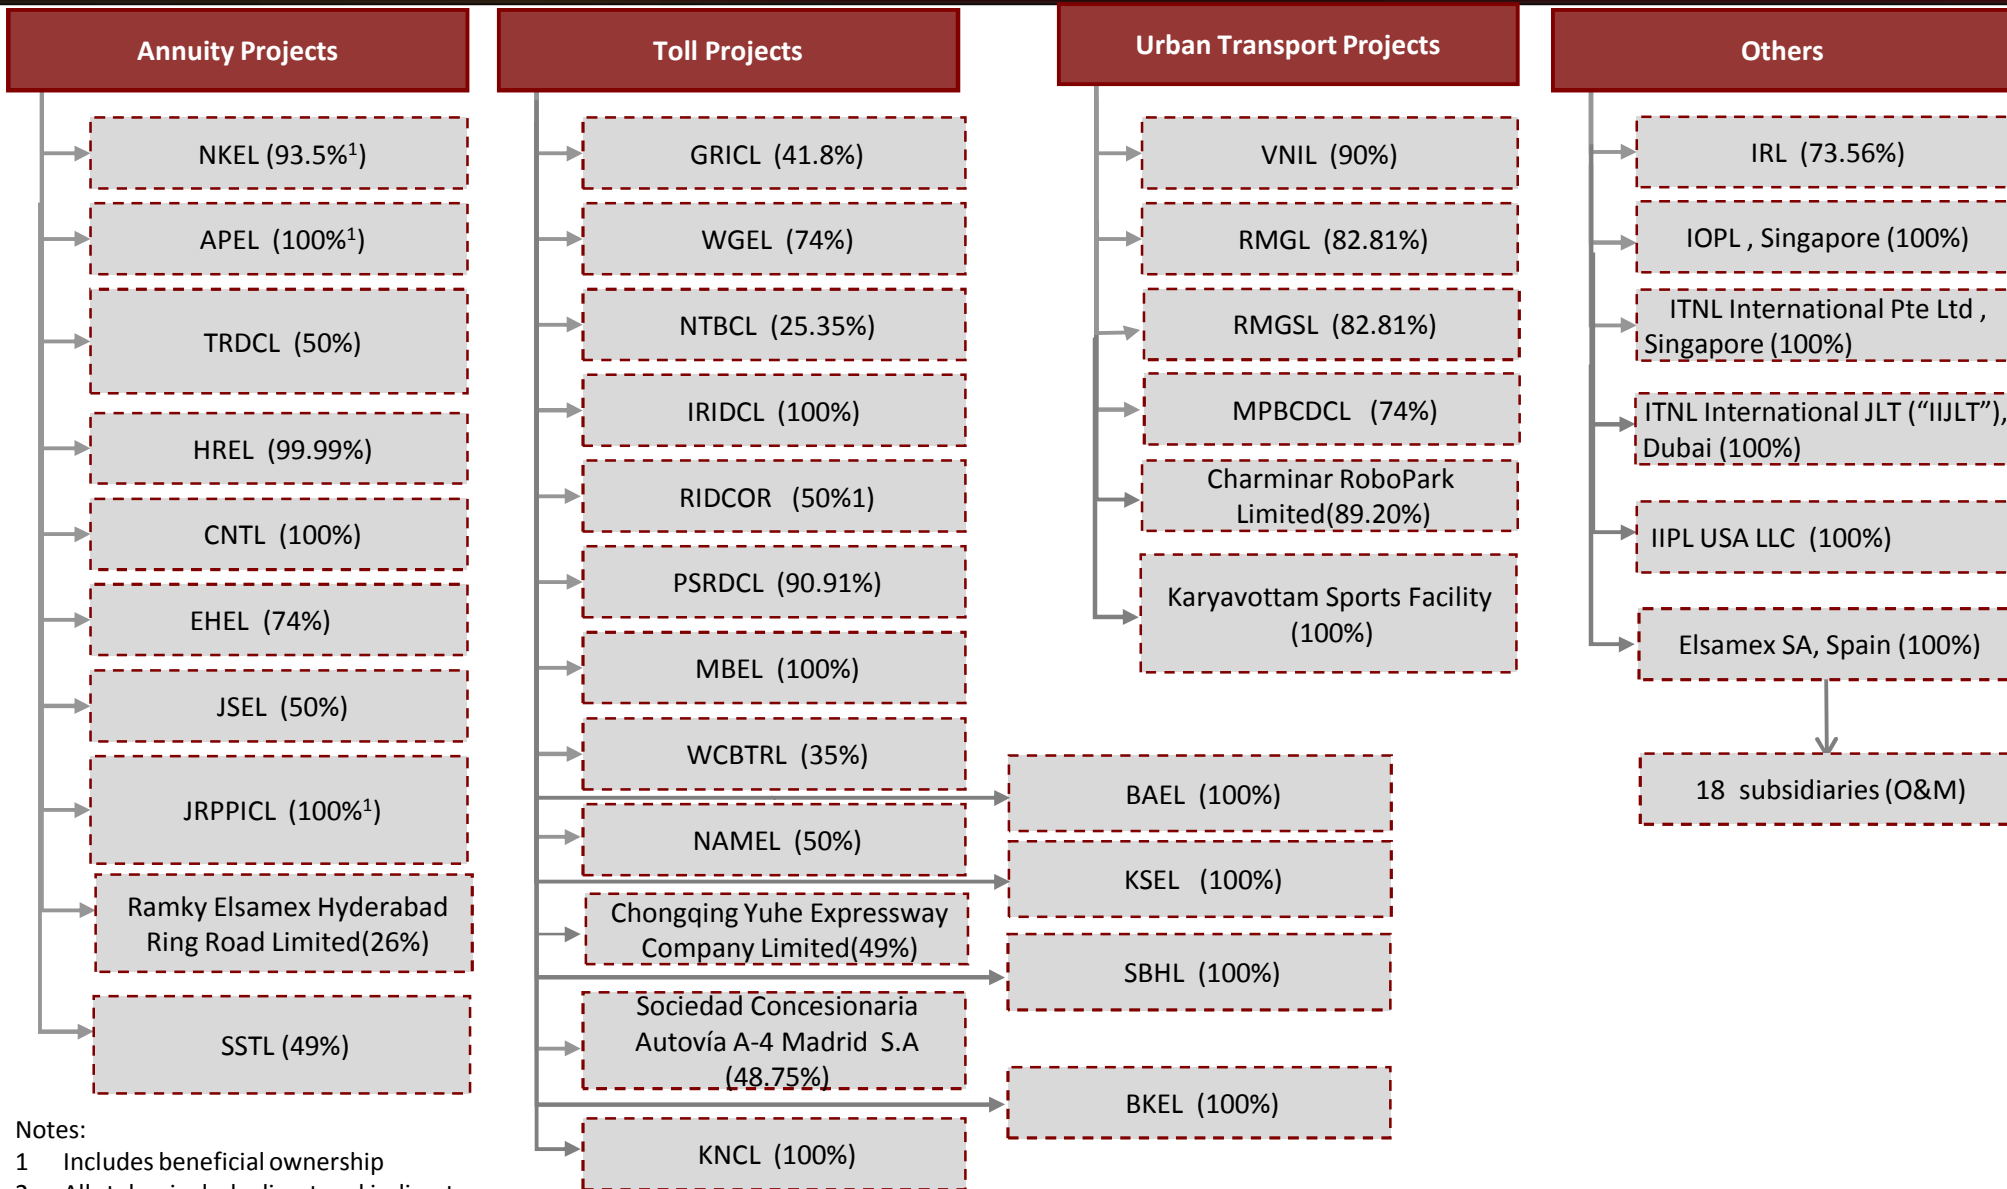 Annuity Projects
NKEL (93.5%¹)
APEL (100%¹)
TRDCL (50%)
HREL (99.99%)
CNTL (100%)
EHEL (74%)
JSEL (50%)
JRPPICL (100%¹)
Ramky Elsamex Hyderabad
Ring Road Limited(26%)
SSTL (49%)
Toll Projects
GRICL (41.8%)
WGEL (74%)
NTBCL (25.35%)
IRIDCL (100%)
RIDCOR (50%1)
PSRDCL (90.91%)
MBEL (100%)
WCBTRL (35%)
NAMEL (50%)
Chongqing Yuhe Expressway
Company Limited(49%)
Sociedad Concesionaria
Autovía A-4 Madrid S.A
(48.75%)
KNCL (100%)
BAEL (100%)
KSEL (100%)
SBHL (100%)
BKEL (100%)
Urban Transport Projects
VNIL (90%)
RMGL (82.81%)
RMGSL (82.81%)
MPBCDCL (74%)
Charminar RoboPark
Limited(89.20%)
Karyavottam Sports Facility
(100%)
Others
IRL (73.56%)
IOPL , Singapore (100%)
ITNL International Pte Ltd ,
Singapore (100%)
ITNL International JLT (“IIJLT”),
Dubai (100%)
IIPL USA LLC (100%)
Elsamex SA, Spain (100%)
18 subsidiaries (O&M)
Notes:
1 Includes beneficial ownership